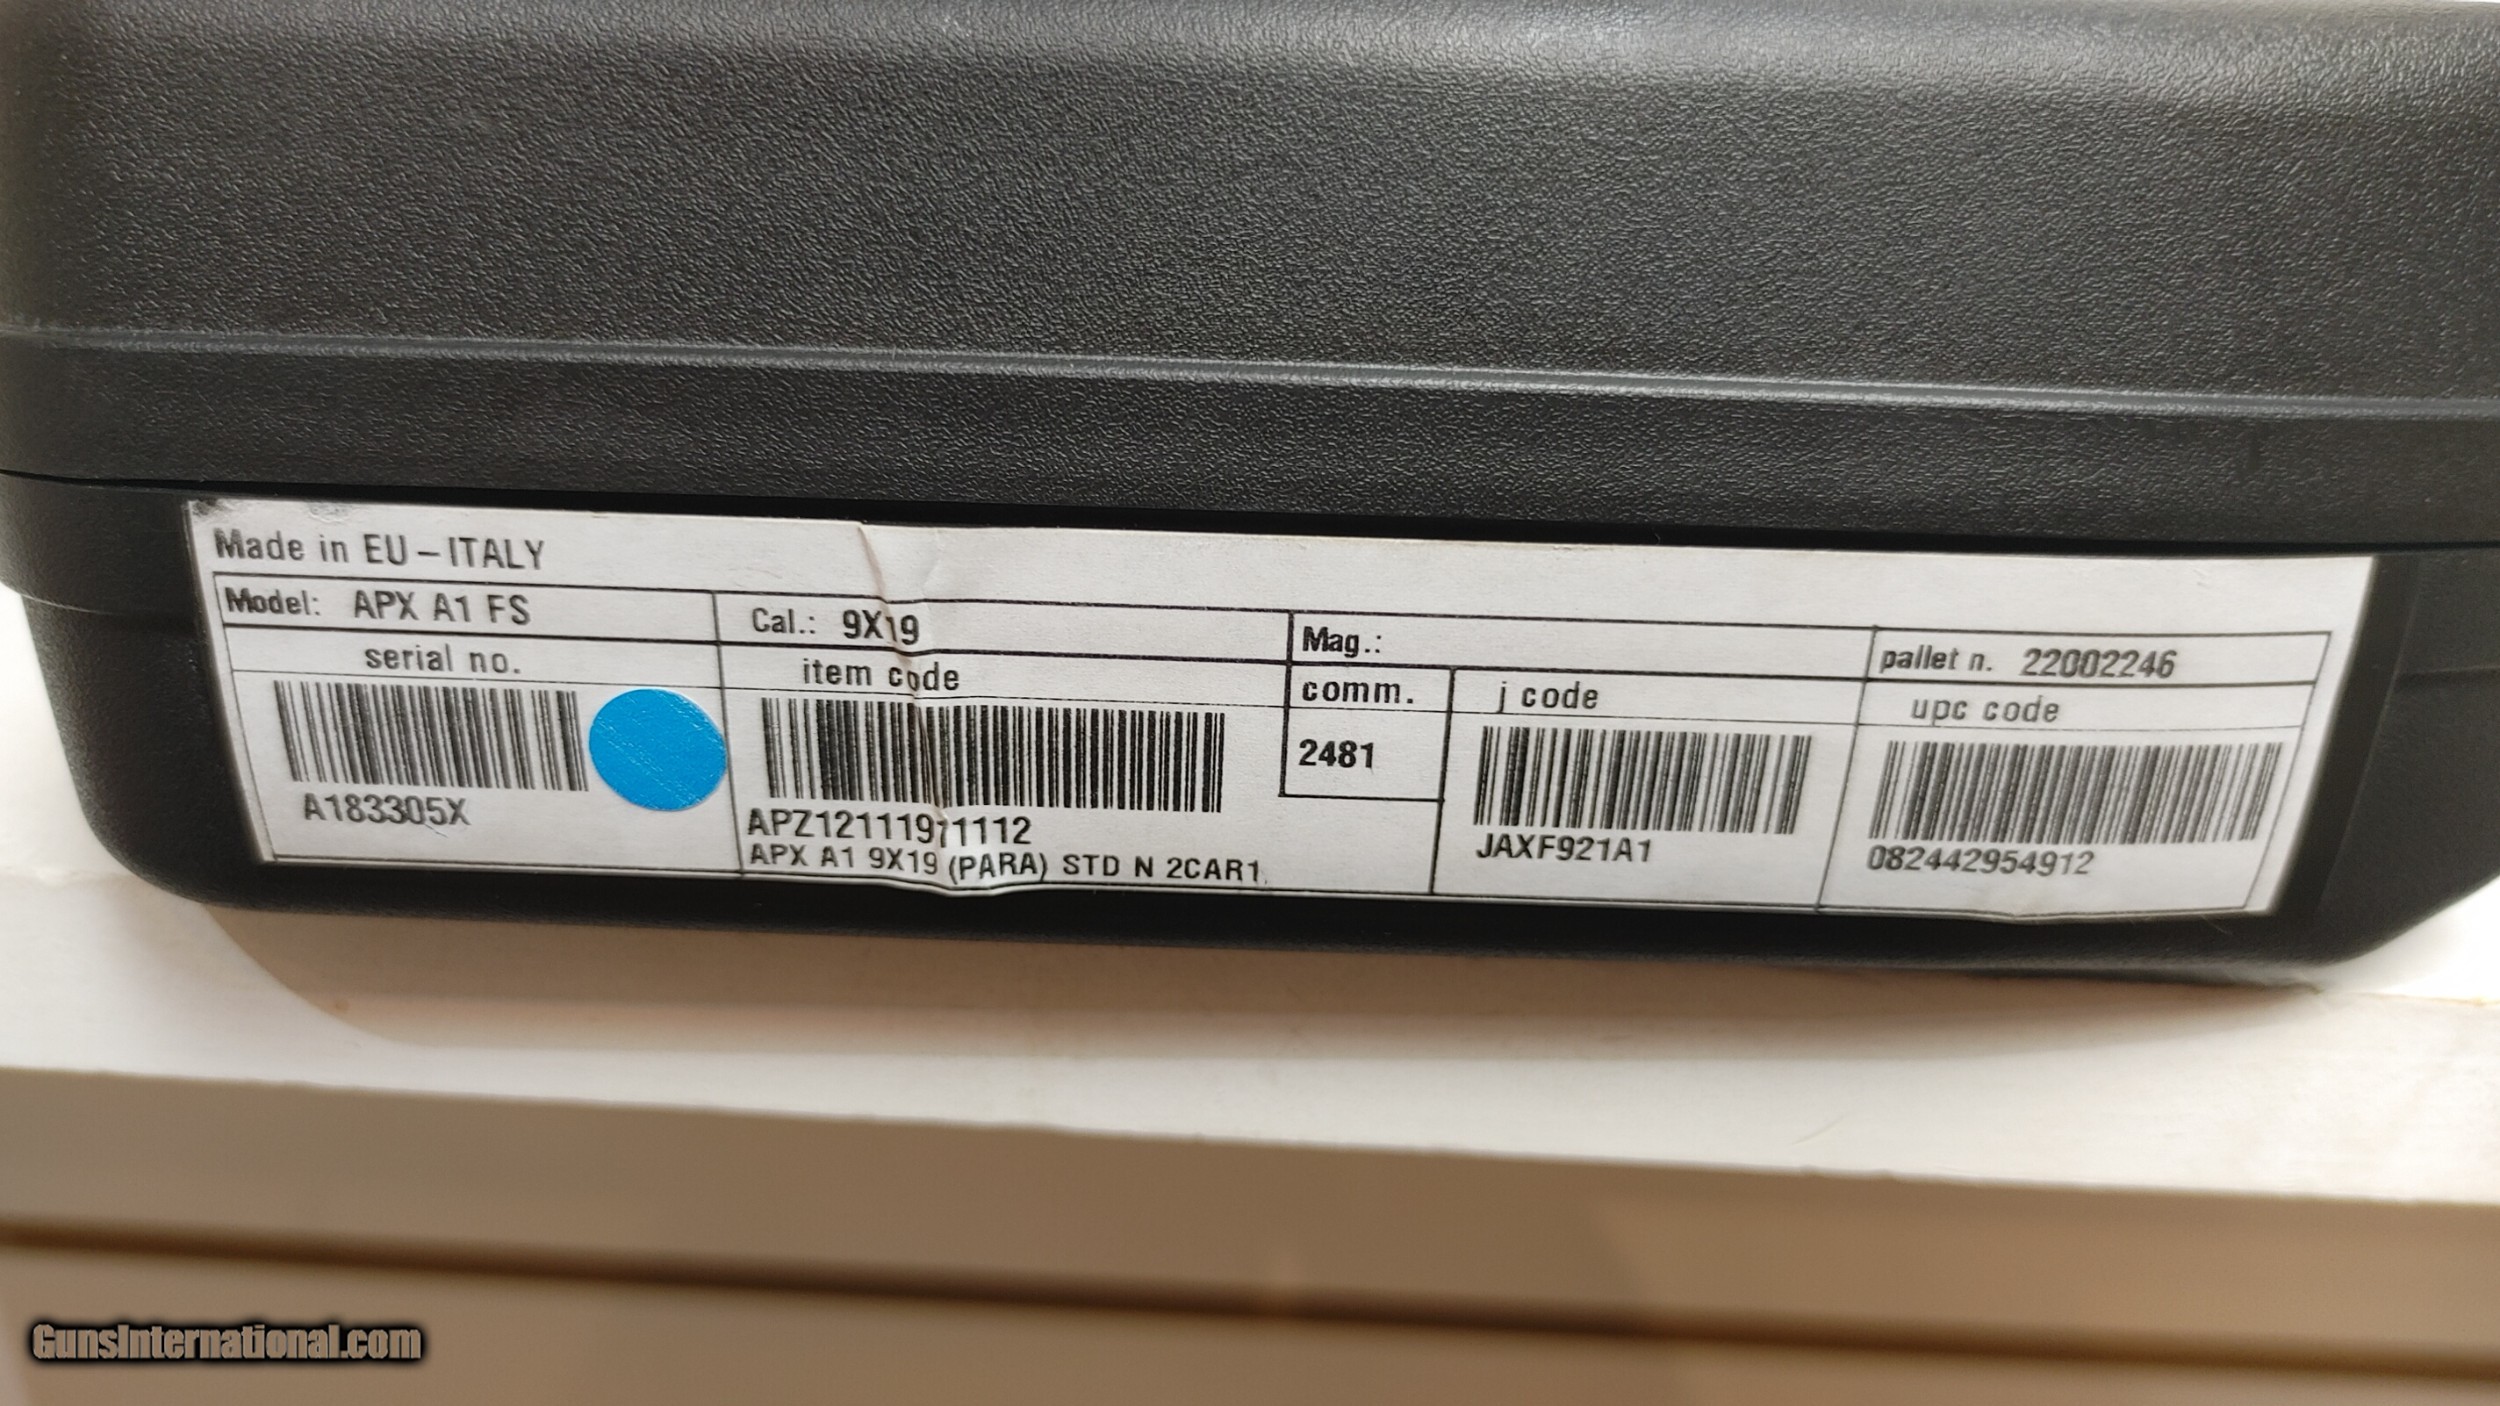 Made in EU – ITALY
Model: APX A1 FS
Cal.: 9X19
Mag.:
pallet n. 22002246
serial no.
item code
comm.
j code
upc code
2481
A183305X
APZ12111971112
APX A1 9X19 (PARA) STD N 2CAR1
JAXF921A1
082442954912
GunsInternational.com